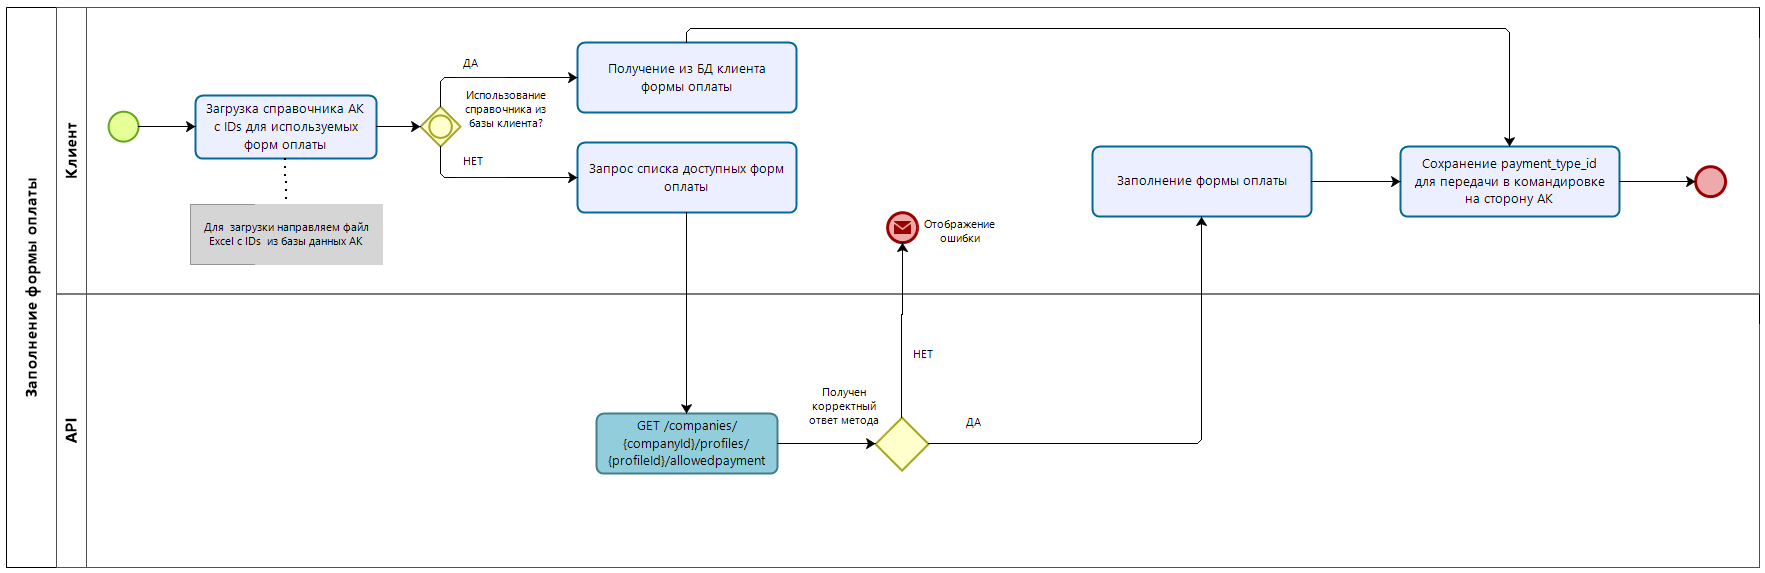 Заполнение формы оплаты
Клиент
Загрузка справочника АК
с IDs для используемых
форм оплаты
Для  загрузки направляем файл
Excel с IDs  из базы данных АК
ДА
Использование
справочника из
базы клиента?
НЕТ
Получение из БД клиента
формы оплаты
Запрос списка доступных форм
оплаты
Отображение
ошибки
Заполнение формы оплаты
Сохранение payment_type_id
для передачи в командировке
на сторону АК
API
GET /companies/
{companyId}/profiles/
{profileId}/allowedpayment
Получен
корректный
ответ метода
НЕТ
ДА